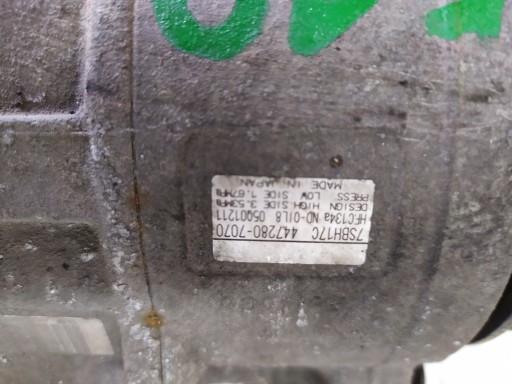 7SBH17C 447280-7070
HFC134a ND-OIL8 05001211
DESIGN HIGH SIDE 3.53MPa
PRESS. LOW SIDE 1.67MPa
MADE IN JAPAN